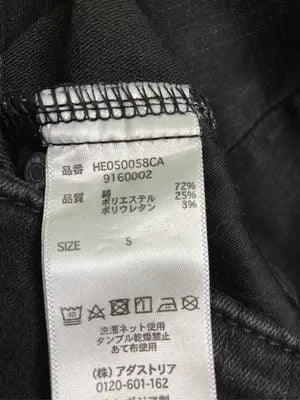 品番 HE050058CA
9160002
品質 綿 72%
ポリエステル 25%
ポリウレタン 3%
SIZE S
40
洗濯ネット使用
タンブル乾燥禁止
あて布使用
(株)アダストリア
0120-601-162